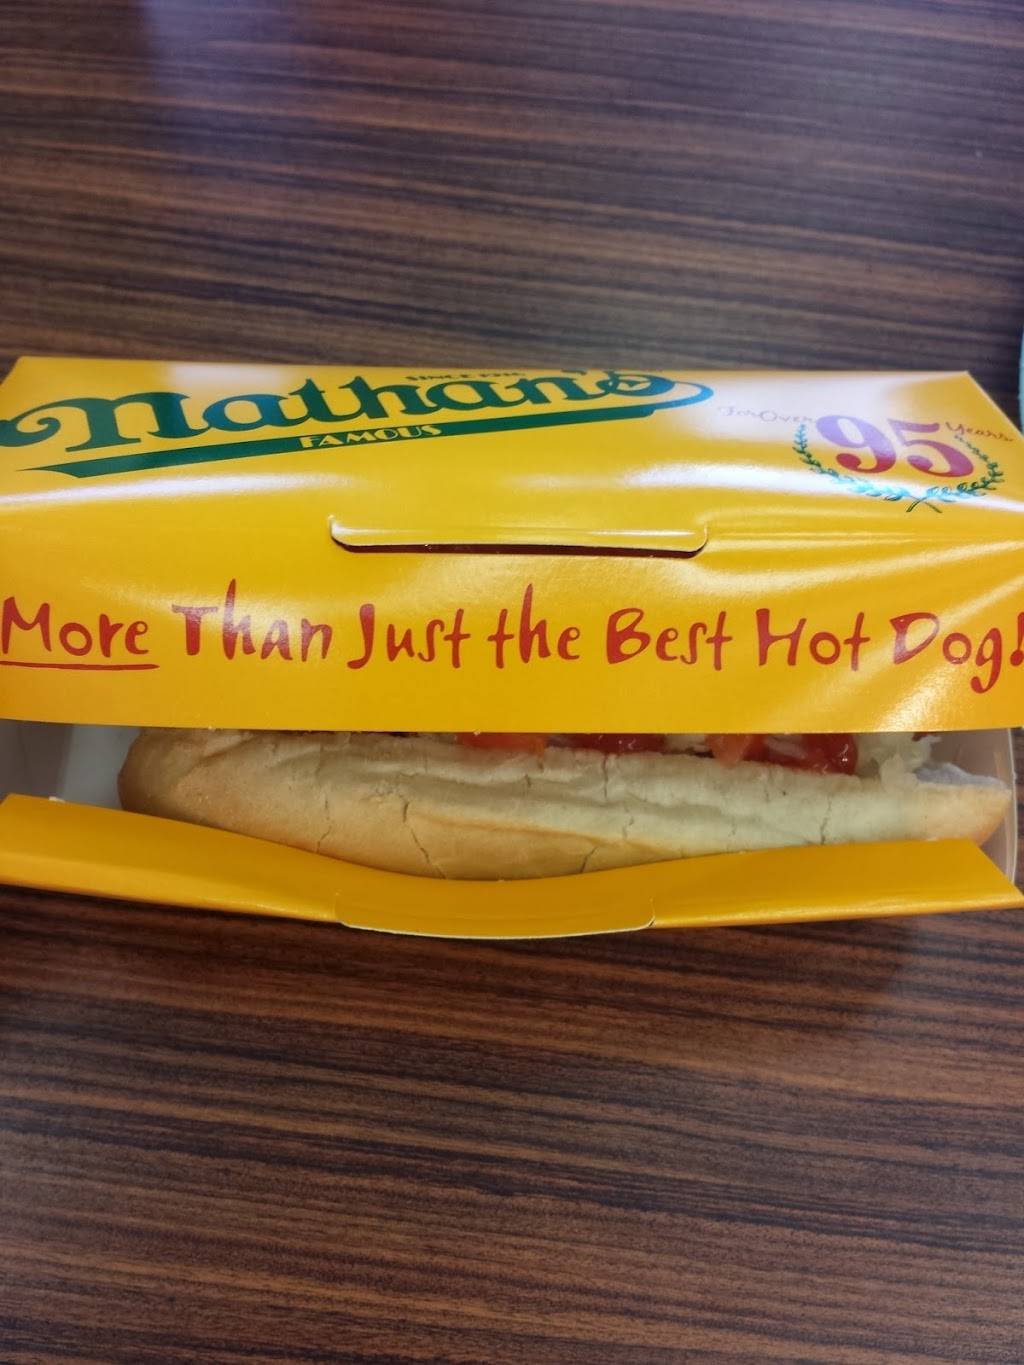 SINCE 1916
Nathan's
FAMOUS
For Over
95
Years
More Than Just the Best Hot Dog!